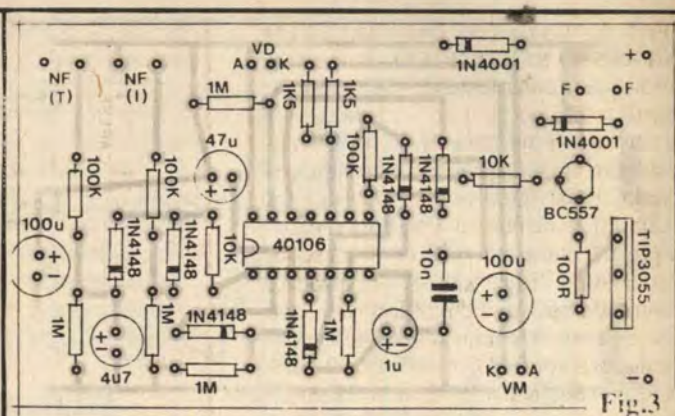 VD
A K
1N4001
+
NF
(T)
NF
(I)
1M
1K5
1K5
F F
1N4001
47u
+ -
100K
100K
100K
1N4148
1N4148
10K
BC557
100u
+
-
1N4148
1N4148
10K
40106
10n
100u
+
-
100R
TIP3055
1M
+
-
4u7
1M
1N4148
1M
1N4148
1M
+ -
1u
K A
VM
-
Fig.3